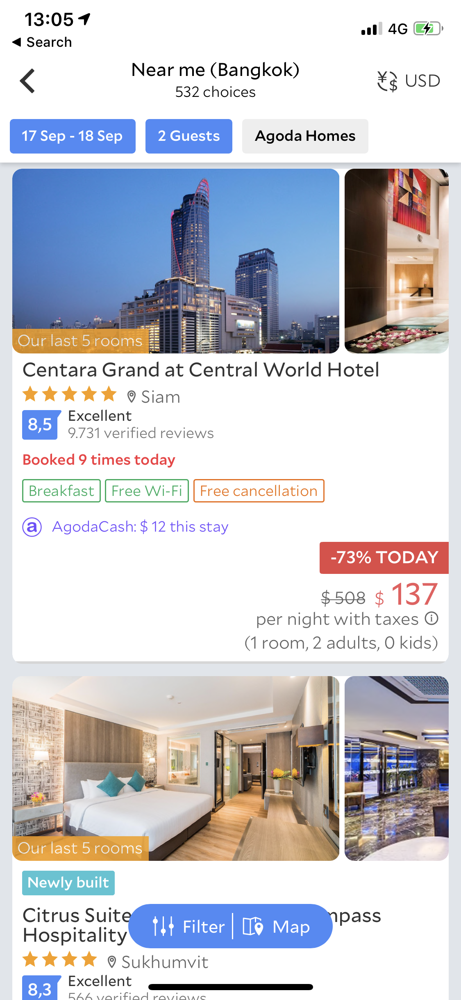 13:05
4G
Search
Near me (Bangkok)
532 choices
¥$ USD
17 Sep - 18 Sep
2 Guests
Agoda Homes
Our last 5 rooms
Centara Grand at Central World Hotel
Siam
8,5
Excellent
9.731 verified reviews
Booked 9 times today
Breakfast
Free Wi-Fi
Free cancellation
a AgodaCash: $ 12 this stay
-73% TODAY
$ 508 $ 137
per night with taxes
(1 room, 2 adults, 0 kids)
Our last 5 rooms
Newly built
Citrus Suite
Hospitality
Filter
Map
Sukhumvit
8,3
Excellent
566 verified reviews